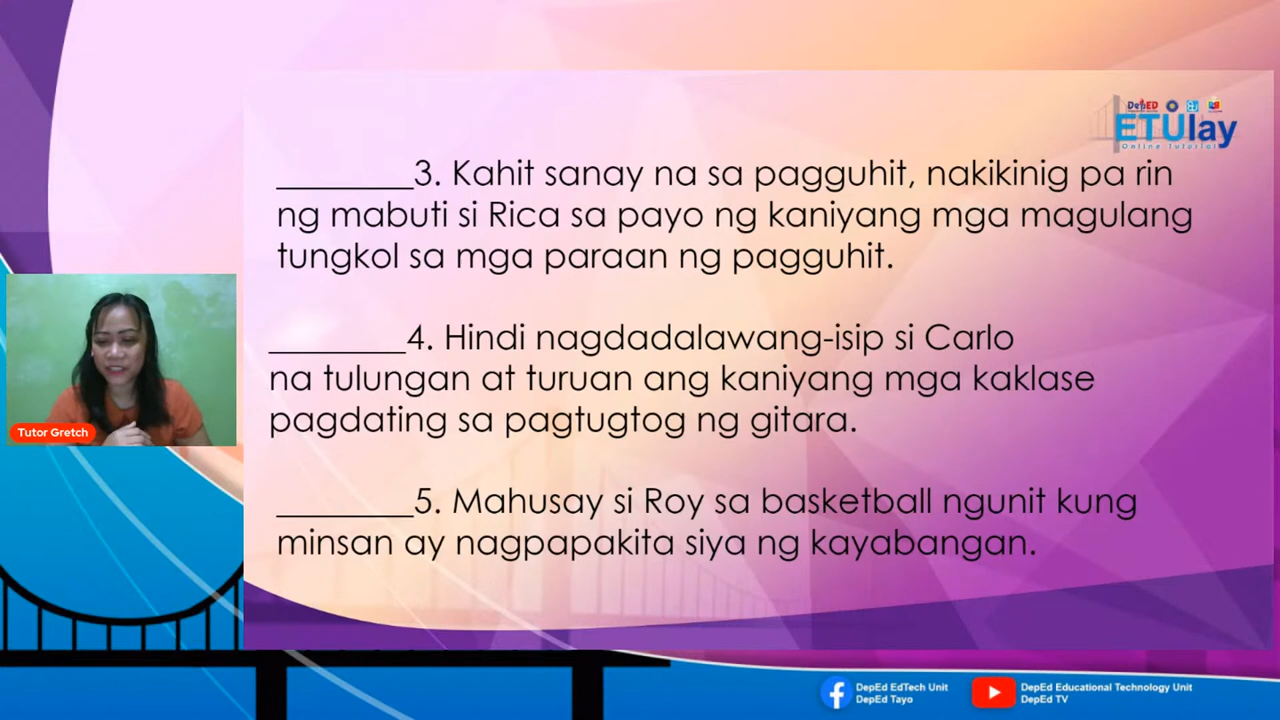 DepED
ETULay
Online Tutorial
________3. Kahit sanay na sa pagguhit, nakikinig pa rin
ng mabuti si Rica sa payo ng kaniyang mga magulang
tungkol sa mga paraan ng pagguhit.
________4. Hindi nagdadalawang-isip si Carlo
na tulungan at turuan ang kaniyang mga kaklase
pagdating sa pagtugtog ng gitara.
________5. Mahusay si Roy sa basketball ngunit kung
minsan ay nagpapakita siya ng kayabangan.
Tutor Gretch
DepEd EdTech Unit
DepEd Tayo
DepEd Educational Technology Unit
DepEd TV